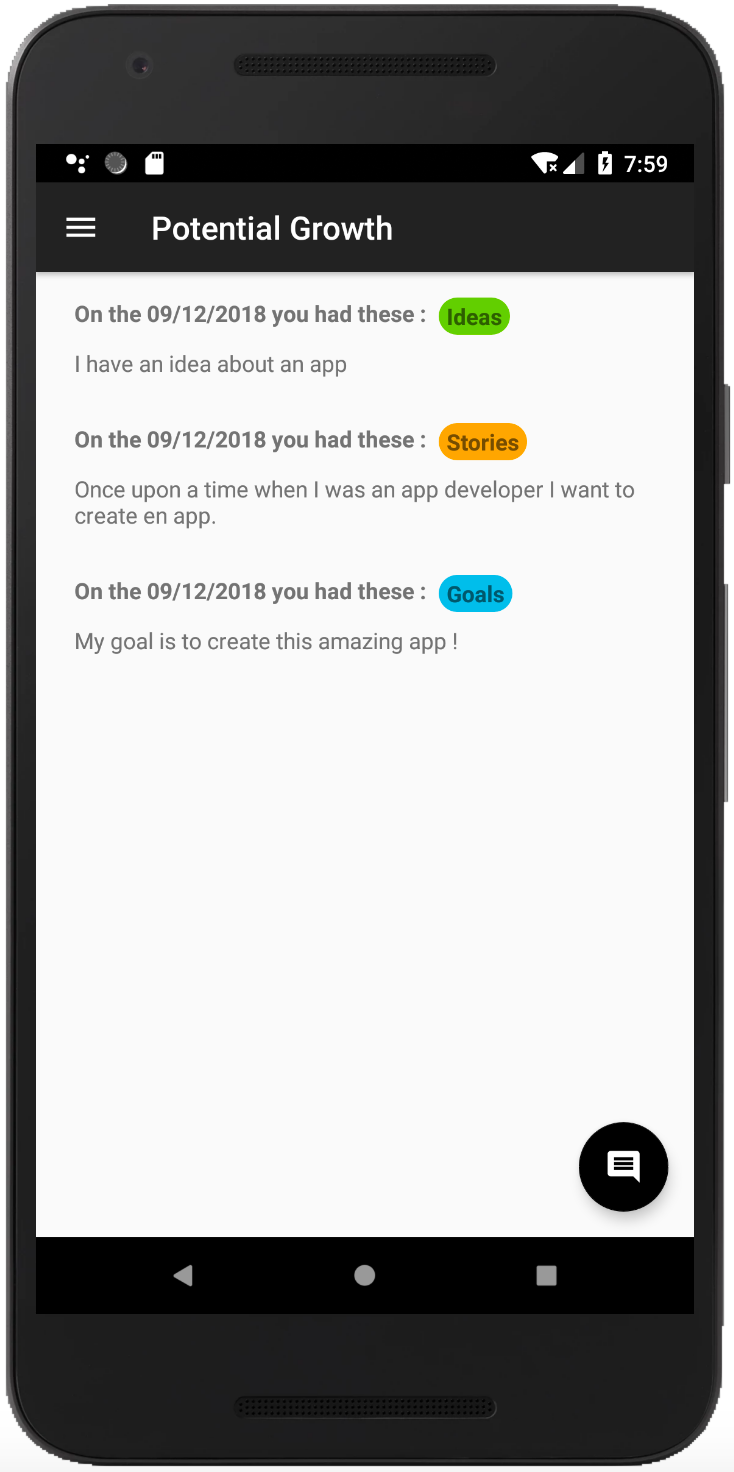 7:59
Potential Growth
On the 09/12/2018 you had these : Ideas
I have an idea about an app
On the 09/12/2018 you had these : Stories
Once upon a time when I was an app developer I want to
create en app.
On the 09/12/2018 you had these : Goals
My goal is to create this amazing app !